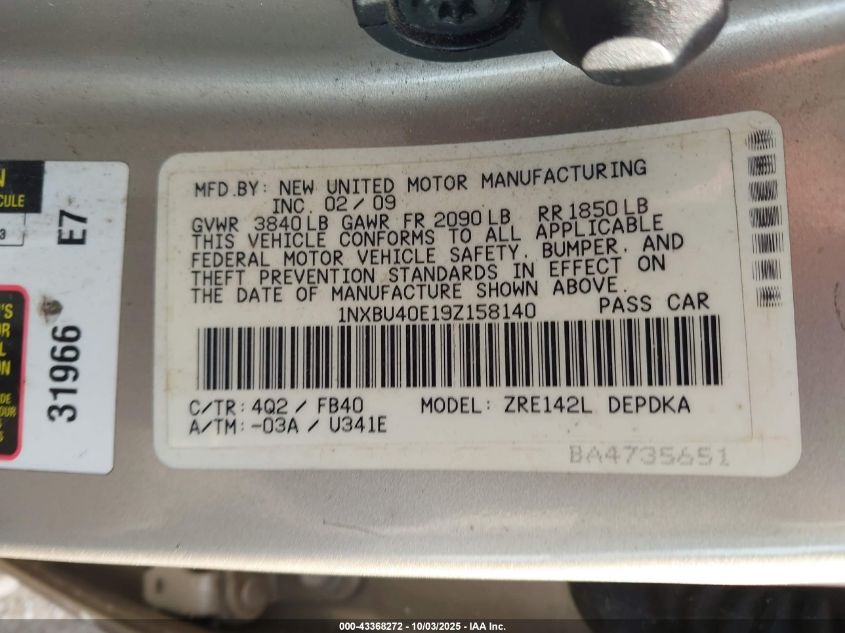 MFD.BY: NEW UNITED MOTOR MANUFACTURING
INC 02/09
GVWR 3840LB GAWR FR 2090LB RR1850LB
THIS VEHICLE CONFORMS TO ALL APPLICABLE
FEDERAL MOTOR VEHICLE SAFETY, BUMPER, AND
THEFT PREVENTION STANDARDS IN EFFECT ON
THE DATE OF MANUFACTURE SHOWN ABOVE.
1NXBU40E19Z158140 PASS CAR
C/TR: 4Q2 / FB40 MODEL: ZRE142L DEPDKA
A/TM: -03A / U341E
BA4735651
E7
31966
000-43368272 - 10/03/2025 - IAA Inc.